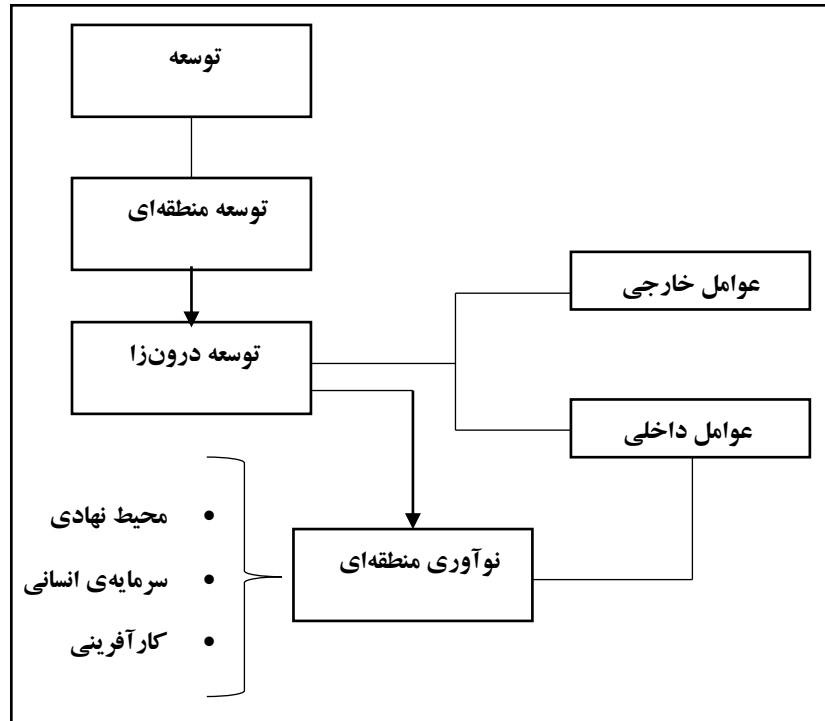 توسعه
توسعه منطقه‌ای
عوامل خارجی
توسعه درون‌زا
عوامل داخلی
نوآوری منطقه‌ای
• محیط نهادی
• سرمایه‌ی انسانی
• کارآفرینی